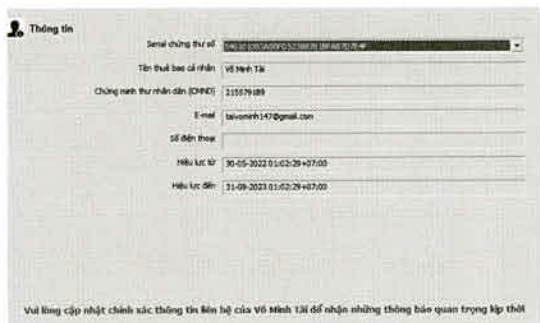 Thông tin
Serial chứng thư số
Tên thuê bao cá nhân Võ Minh Tài
Chứng minh thư nhân dân (CMND) 215579189
E-mail taivominh147@gmail.com
Số điện thoại
Hiệu lực từ 30-05-2022 01:02:29+07:00
Hiệu lực đến 31-08-2023 01:02:29+07:00
Vui lòng cập nhật chính xác thông tin liên hệ của Võ Minh Tài để nhận những thông báo quan trọng kịp thời